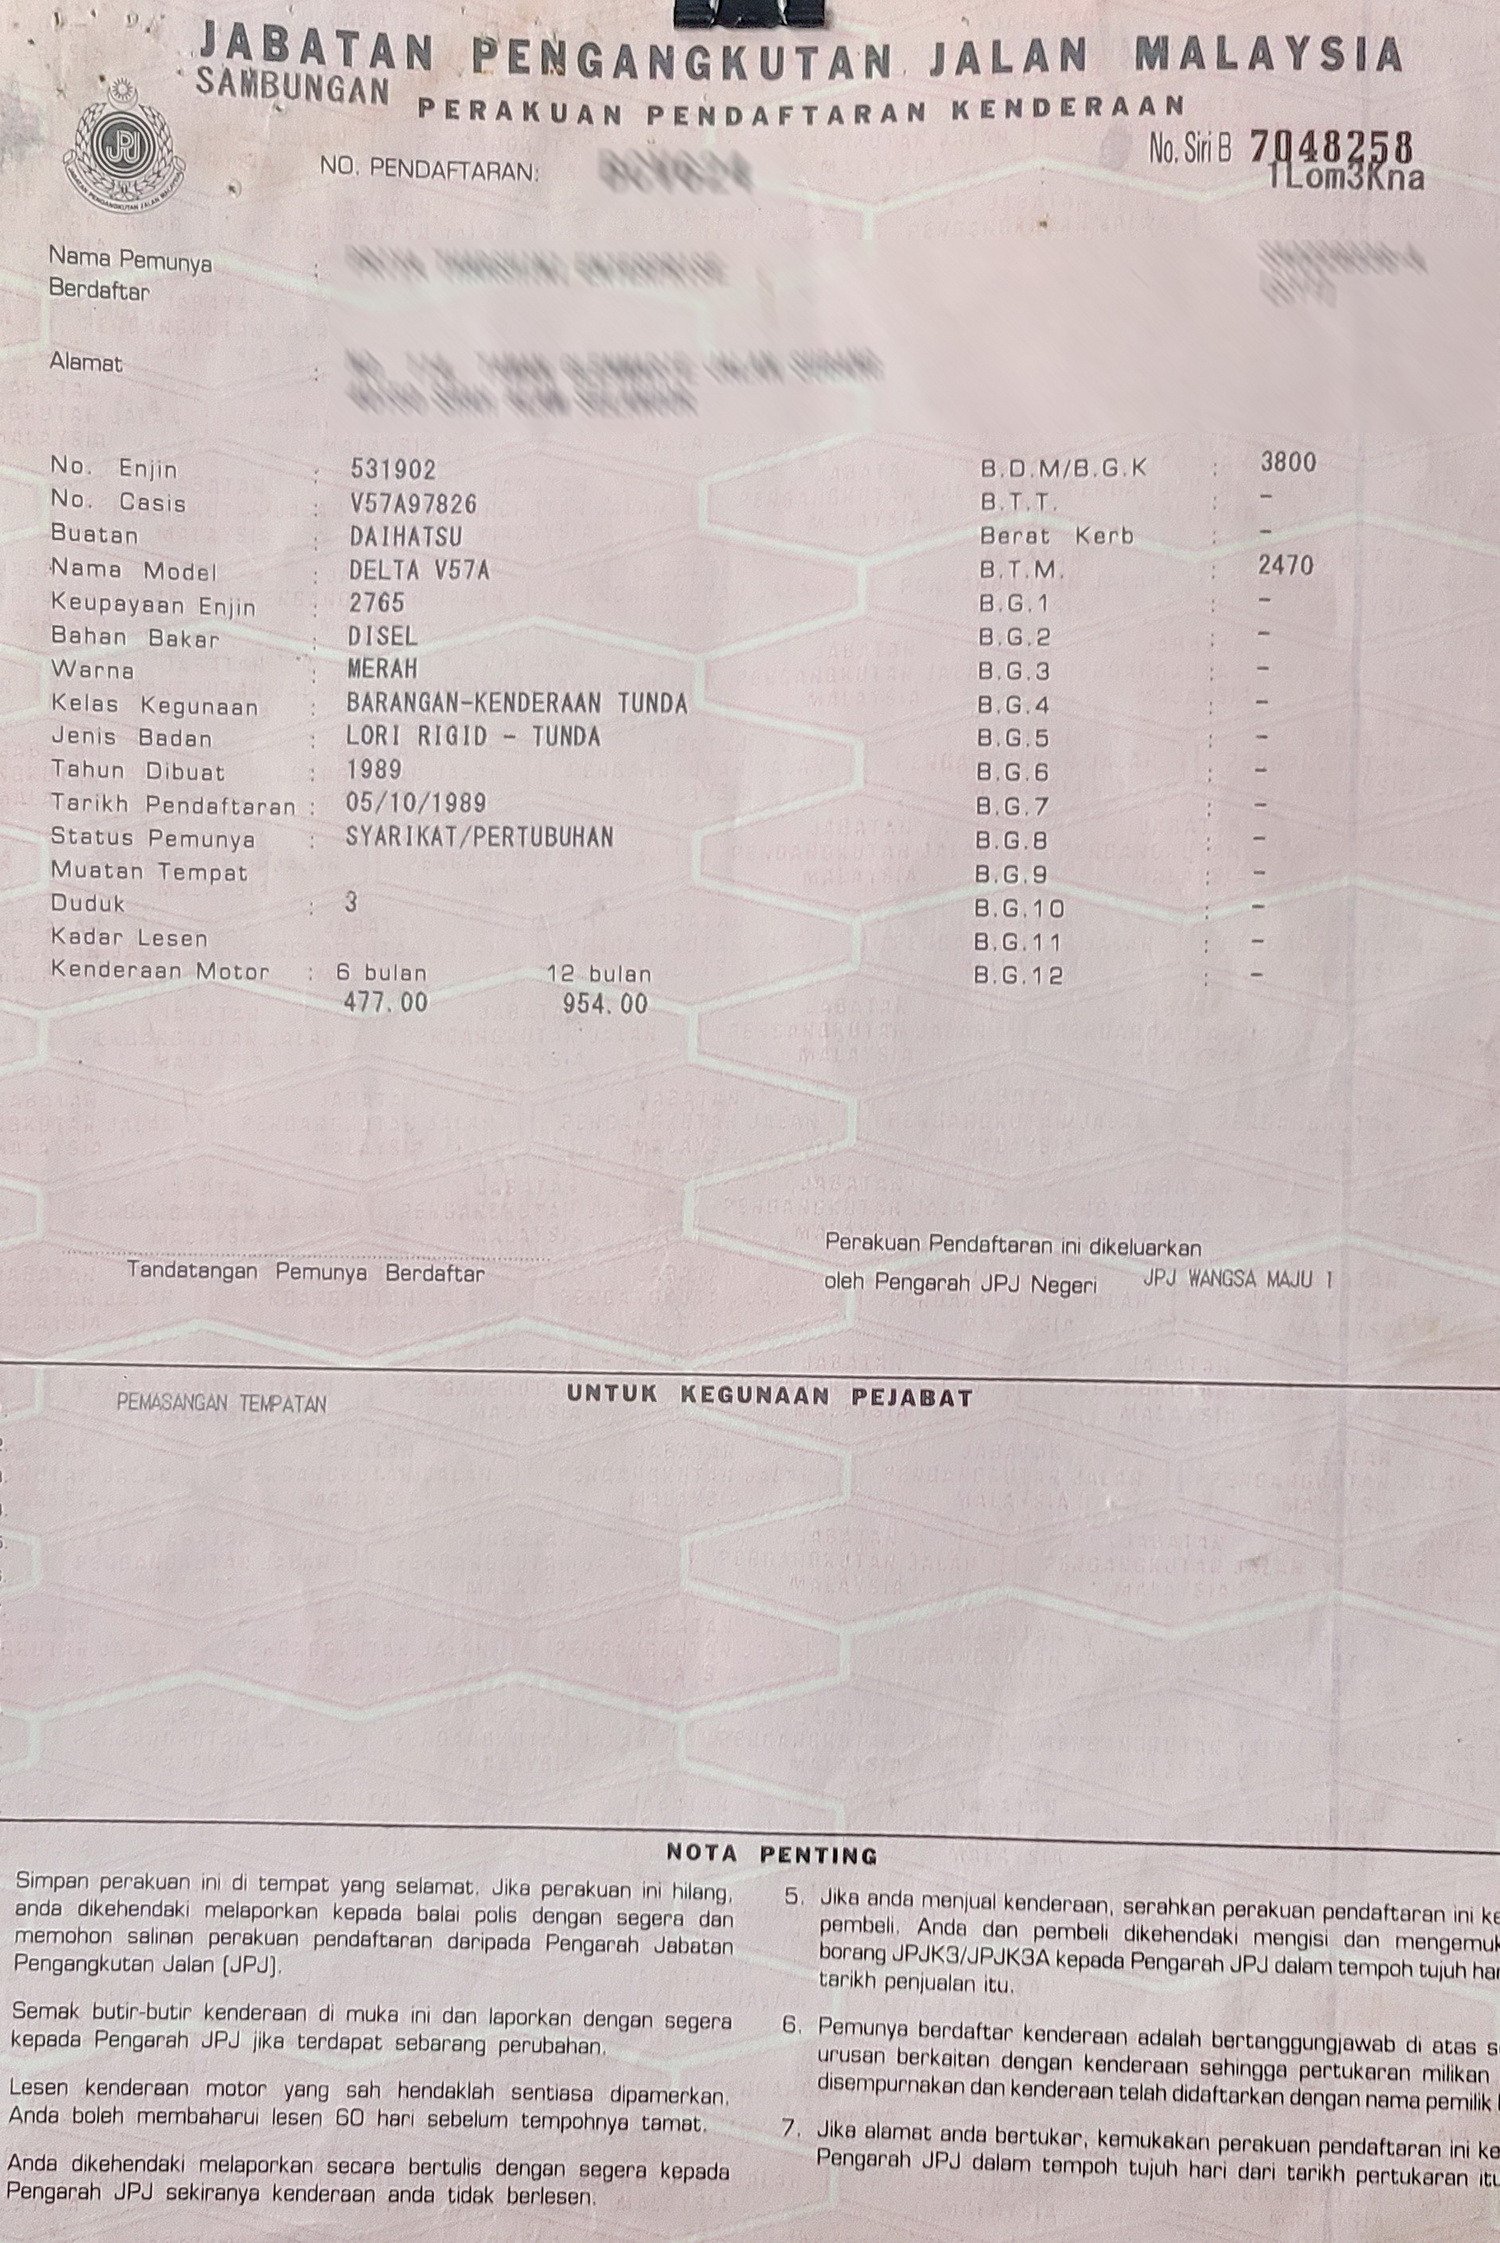 JABATAN PENGANGKUTAN JALAN MALAYSIA
SAMBUNGAN
PERAKUAN PENDAFTARAN KENDERAAN
JPJ
JABATAN PENGANGKUTAN JALAN MALAYSIA
No. Siri B 7048258
1Lom3Kna
NO. PENDAFTARAN:
Nama Pemunya :
Berdaftar
Alamat :
No. Enjin : 531902 B.D.M/B.G.K : 3800
No. Casis : V57A97826 B.T.T. : -
Buatan : DAIHATSU Berat Kerb : -
Nama Model : DELTA V57A B.T.M. : 2470
Keupayaan Enjin : 2765 B.G.1 : -
Bahan Bakar : DISEL B.G.2 : -
Warna : MERAH B.G.3 : -
Kelas Kegunaan : BARANGAN-KENDERAAN TUNDA B.G.4 : -
Jenis Badan : LORI RIGID - TUNDA B.G.5 : -
Tahun Dibuat : 1989 B.G.6 : -
Tarikh Pendaftaran : 05/10/1989 B.G.7 : -
Status Pemunya : SYARIKAT/PERTUBUHAN B.G.8 : -
Muatan Tempat B.G.9 : -
Duduk : 3 B.G.10 : -
Kadar Lesen B.G.11 : -
Kenderaan Motor : 6 bulan 12 bulan B.G.12 : -
477.00 954.00
Tandatangan Pemunya Berdaftar
Perakuan Pendaftaran ini dikeluarkan
oleh Pengarah JPJ Negeri JPJ WANGSA MAJU 1
PEMASANGAN TEMPATAN
UNTUK KEGUNAAN PEJABAT
NOTA PENTING
Simpan perakuan ini di tempat yang selamat. Jika perakuan ini hilang,
anda dikehendaki melaporkan kepada balai polis dengan segera dan
memohon salinan perakuan pendaftaran daripada Pengarah Jabatan
Pengangkutan Jalan (JPJ).
Semak butir-butir kenderaan di muka ini dan laporkan dengan segera
kepada Pengarah JPJ jika terdapat sebarang perubahan.
Lesen kenderaan motor yang sah hendaklah sentiasa dipamerkan.
Anda boleh membaharui lesen 60 hari sebelum tempohnya tamat.
Anda dikehendaki melaporkan secara bertulis dengan segera kepada
Pengarah JPJ sekiranya kenderaan anda tidak berlesen.
5. Jika anda menjual kenderaan, serahkan perakuan pendaftaran ini ke
pembeli. Anda dan pembeli dikehendaki mengisi dan mengemuk
borang JPJK3/JPJK3A kepada Pengarah JPJ dalam tempoh tujuh har
tarikh penjualan itu.
6. Pemunya berdaftar kenderaan adalah bertanggungjawab di atas s
urusan berkaitan dengan kenderaan sehingga pertukaran milikan
disempurnakan dan kenderaan telah didaftarkan dengan nama pemilik
7. Jika alamat anda bertukar, kemukakan perakuan pendaftaran ini ke
Pengarah JPJ dalam tempoh tujuh hari dari tarikh pertukaran itu